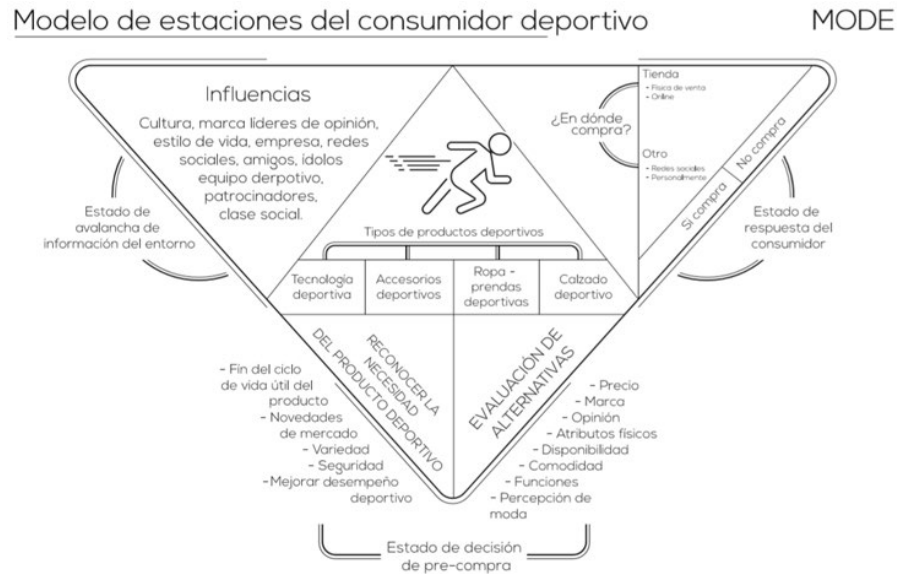 Modelo de estaciones del consumidor deportivo
MODE
Influencias
Cultura, marca líderes de opinión,
estilo de vida, empresa, redes
sociales, amigos, ídolos
equipo derpotivo,
patrocinadores,
clase social.
Estado de
avalancha de
información del entorno
Tipos de productos deportivos
Tecnología
deportiva
Accesorios
deportivos
Ropa -
prendas
deportivas
Calzado
deportivo
¿En dónde
compra?
Tienda
- Física de venta
- Online
Otro
- Redes sociales
- Personalmente
Si compra
No compra
Estado de
respuesta del
consumidor
RECONOCER LA
NECESIDAD
DEL PRODUCTO DEPORTIVO
- Fin del ciclo
de vida útil del
producto
- Novedades
de mercado
- Variedad
- Seguridad
-Mejorar desempeño
deportivo
EVALUACIÓN DE
ALTERNATIVAS
- Precio
- Marca
- Opinión
- Atributos físicos
- Disponibilidad
- Comodidad
- Funciones
- Percepción de
moda
Estado de decisión
de pre-compra